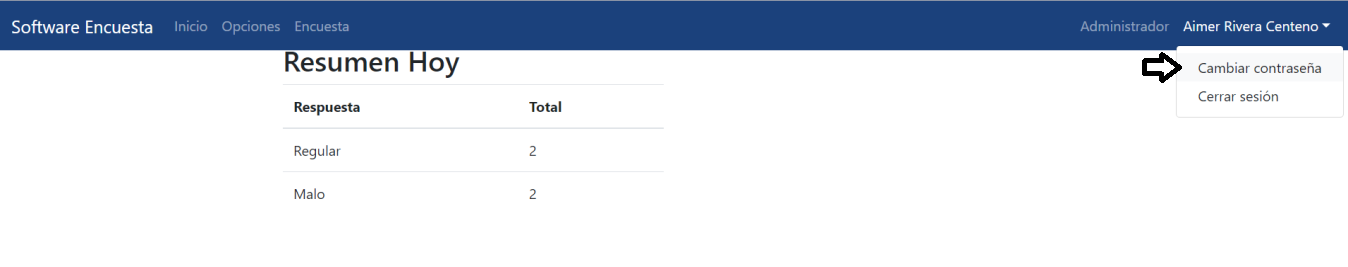 Software Encuesta Inicio Opciones Encuesta Administrador Aimer Rivera Centeno
Cambiar contraseña
Cerrar sesión
Resumen Hoy
Respuesta Total
Regular 2
Malo 2